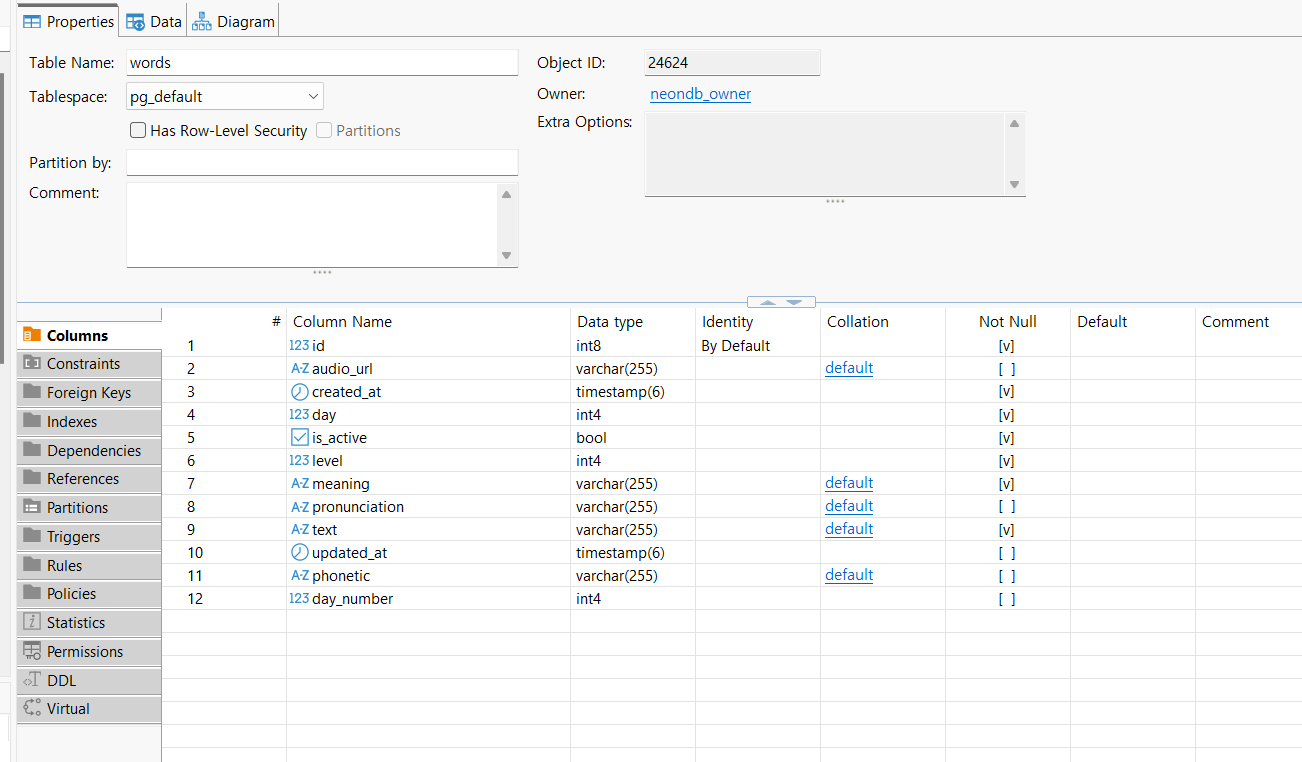 Properties Data Diagram
Table Name: words Object ID: 24624
Tablespace: pg_default Owner: neondb_owner
Has Row-Level Security Partitions Extra Options:
Partition by:
Comment:
# Column Name Data type Identity Collation Not Null Default Comment
1 123 id int8 By Default [v]
2 A-Z audio_url varchar(255) default [ ]
3 created_at timestamp(6) [v]
4 123 day int4 [v]
5 is_active bool [v]
6 123 level int4 [v]
7 A-Z meaning varchar(255) default [v]
8 A-Z pronunciation varchar(255) default [ ]
9 A-Z text varchar(255) default [v]
10 updated_at timestamp(6) [ ]
11 A-Z phonetic varchar(255) default [ ]
12 123 day_number int4 [ ]
Columns
Constraints
Foreign Keys
Indexes
Dependencies
References
Partitions
Triggers
Rules
Policies
Statistics
Permissions
DDL
Virtual